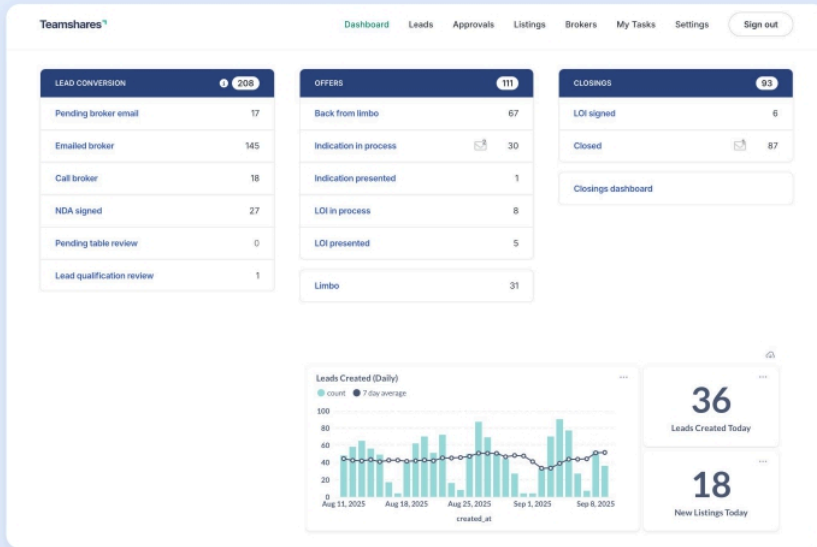 Teamshares
Dashboard Leads Approvals Listings Brokers My Tasks Settings Sign out
LEAD CONVERSION 208
Pending broker email 17
Emailed broker 145
Call broker 18
NDA signed 27
Pending table review 0
Lead qualification review 1
OFFERS 111
Back from limbo 67
Indication in process 30
Indication presented 1
LOI in process 8
LOI presented 5
Limbo 31
CLOSINGS 93
LOI signed 6
Closed 87
Closings dashboard
Leads Created (Daily)
count 7 day average
100
80
60
40
20
0
Aug 11, 2025 Aug 18, 2025 Aug 25, 2025 Sep 1, 2025 Sep 8, 2025
created_at
36
Leads Created Today
18
New Listings Today